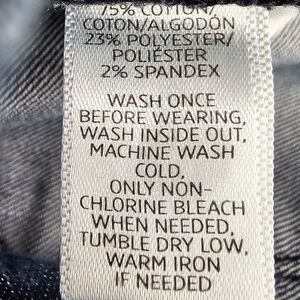 75% COTTON/
COTON/ALGODÓN
23% POLYESTER/
POLIÉSTER
2% SPANDEX
WASH ONCE
BEFORE WEARING,
WASH INSIDE OUT,
MACHINE WASH
COLD,
ONLY NON-
CHLORINE BLEACH
WHEN NEEDED,
TUMBLE DRY LOW,
WARM IRON
IF NEEDED